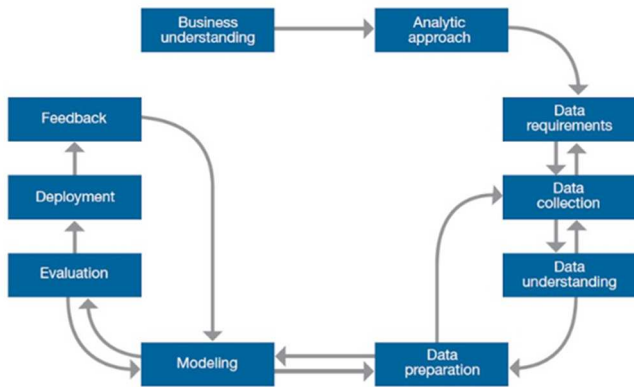 Business
understanding
Analytic
approach
Feedback
Data
requirements
Deployment
Data
collection
Evaluation
Data
understanding
Modeling
Data
preparation